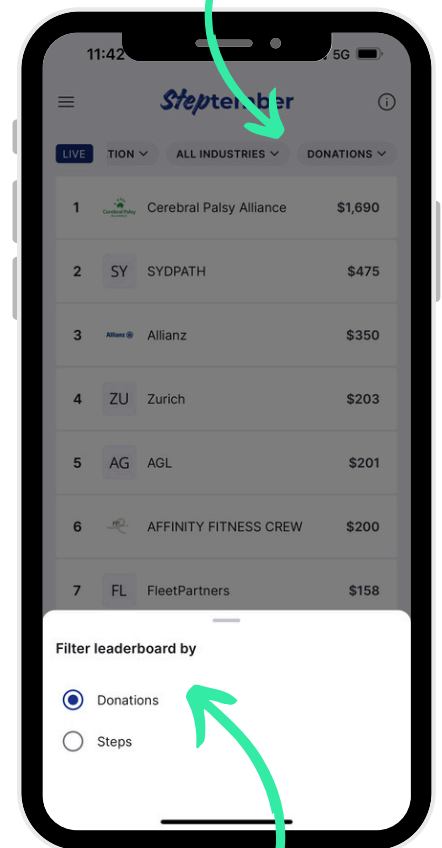 11:42
5G
Steptember
LIVE
TION
ALL INDUSTRIES
DONATIONS
1 Cerebral Palsy Alliance $1,690
2 SY SYDPATH $475
3 Allianz Allianz $350
4 ZU Zurich $203
5 AG AGL $201
6 AFFINITY FITNESS CREW $200
7 FL FleetPartners $158
Filter leaderboard by
Donations
Steps